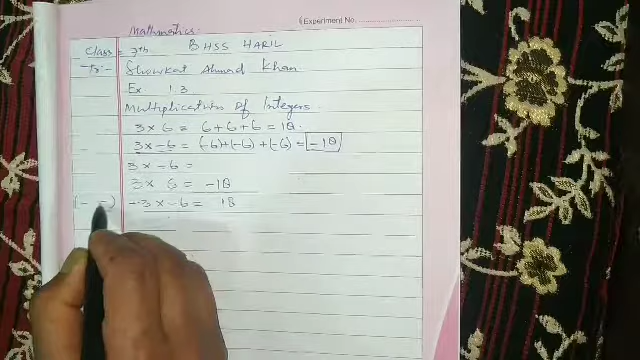 Experiment No.
Mathematics.
Class = 7th BHSS HARIL
Tr:- Showkat Ahmad Khan
Ex 1.3
Multiplication of Integers.
3 x 6 = 6 + 6 + 6 = 18.
3 x -6 = (-6)+(-6)+(-6) = -18
3 x -6 =
3 x 6 = -18
(- -) -3 x -6 = 18